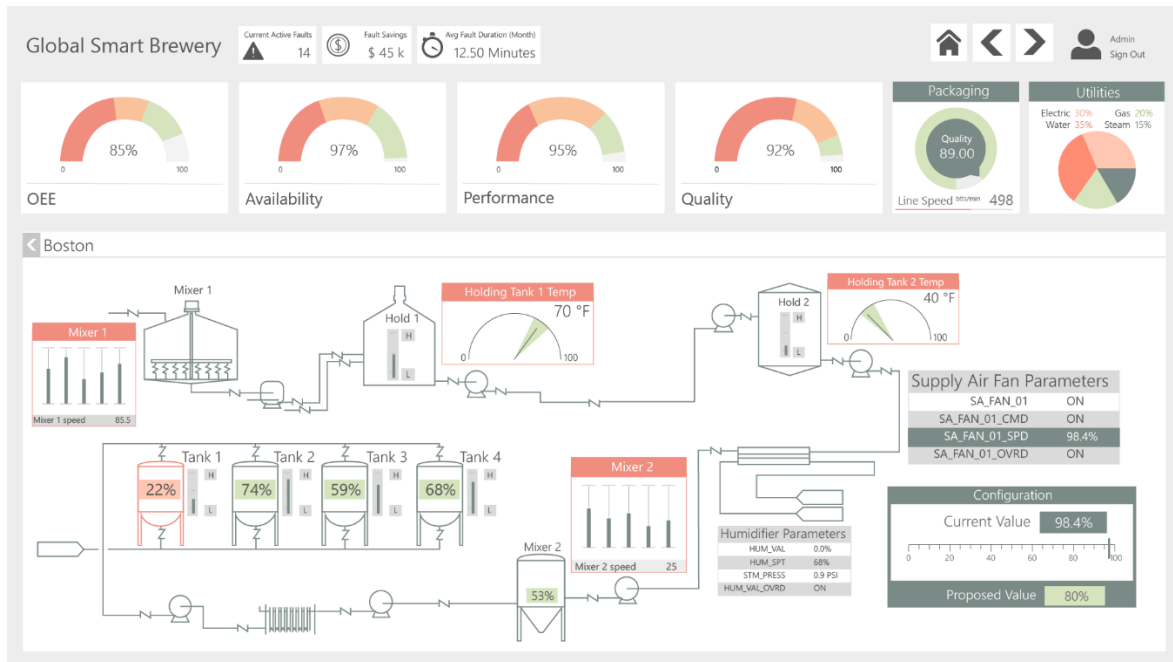 Global Smart Brewery
Current Active Faults
14
Fault Savings
$ 45 k
Avg Fault Duration (Month)
12.50 Minutes
Admin
Sign Out
85%
0 100
OEE
97%
0 100
Availability
95%
0 100
Performance
92%
0 100
Quality
Packaging
Quality
89.00
Line Speed btls/min 498
Utilities
Electric 30% Gas 20%
Water 35% Steam 15%
Boston
Mixer 1
Mixer 1
Mixer 1 speed 85.5
Hold 1
H
L
Holding Tank 1 Temp
70 °F
0 100
Hold 2
H
L
Holding Tank 2 Temp
40 °F
0 100
Supply Air Fan Parameters
SA_FAN_01 ON
SA_FAN_01_CMD ON
SA_FAN_01_SPD 98.4%
SA_FAN_01_OVRD ON
Tank 1
22%
H
L
Tank 2
74%
H
L
Tank 3
59%
H
L
Tank 4
68%
H
L
Mixer 2
Mixer 2 speed 25
Mixer 2
53%
Humidifier Parameters
HUM_VAL 0.0%
HUM_SPT 68%
STM_PRESS 0.9 PSI
HUM_VAL_OVRD ON
Configuration
Current Value 98.4%
0 20 40 60 80 100
Proposed Value 80%